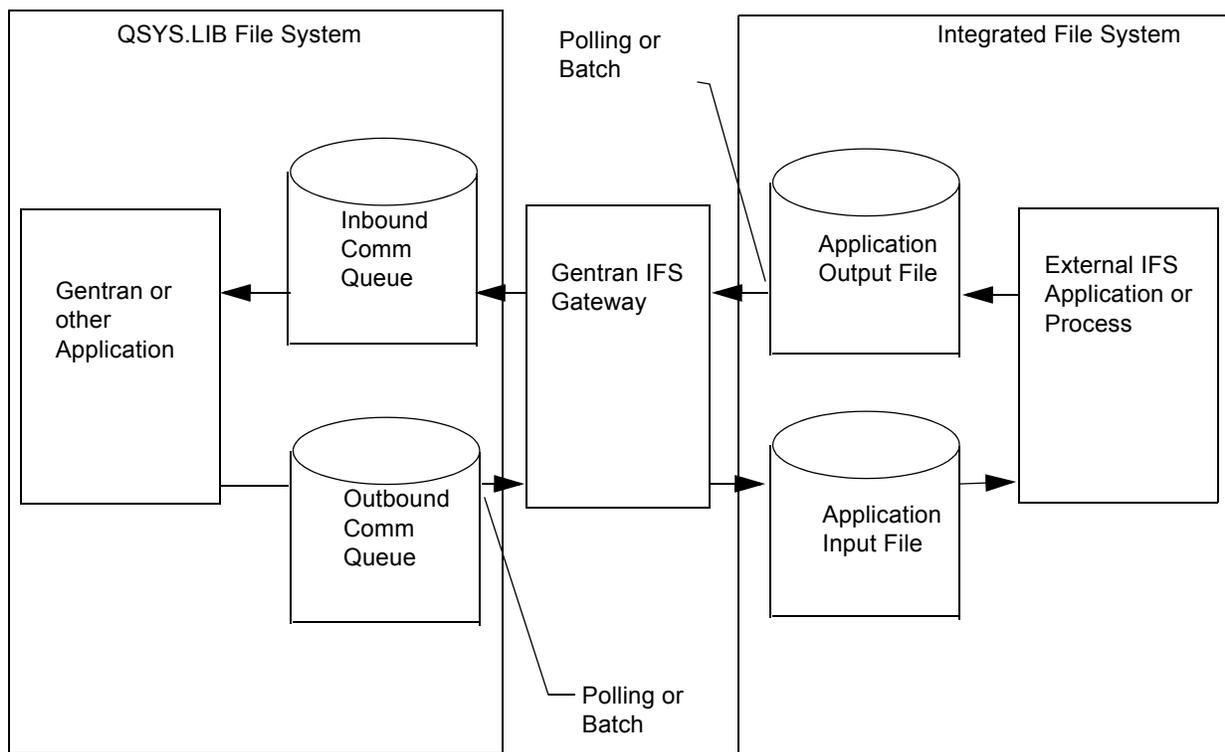 QSYS.LIB File System
Polling or
Batch
Integrated File System
Inbound
Comm
Queue
Application
Output File
Gentran IFS
Gateway
External IFS
Application or
Process
Gentran or
other
Application
Outbound
Comm
Queue
Application
Input File
Polling or
Batch